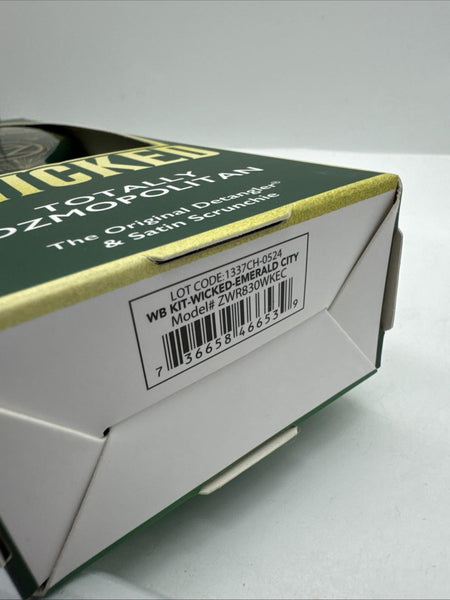 WICKED
TOTALLY
OZMOPOLITAN
The Original Detangler®
& Satin Scrunchie
LOT CODE:1337CH-0524
WB KIT-WICKED-EMERALD CITY
Model# ZWR830WKEC
7 36658 46653 9